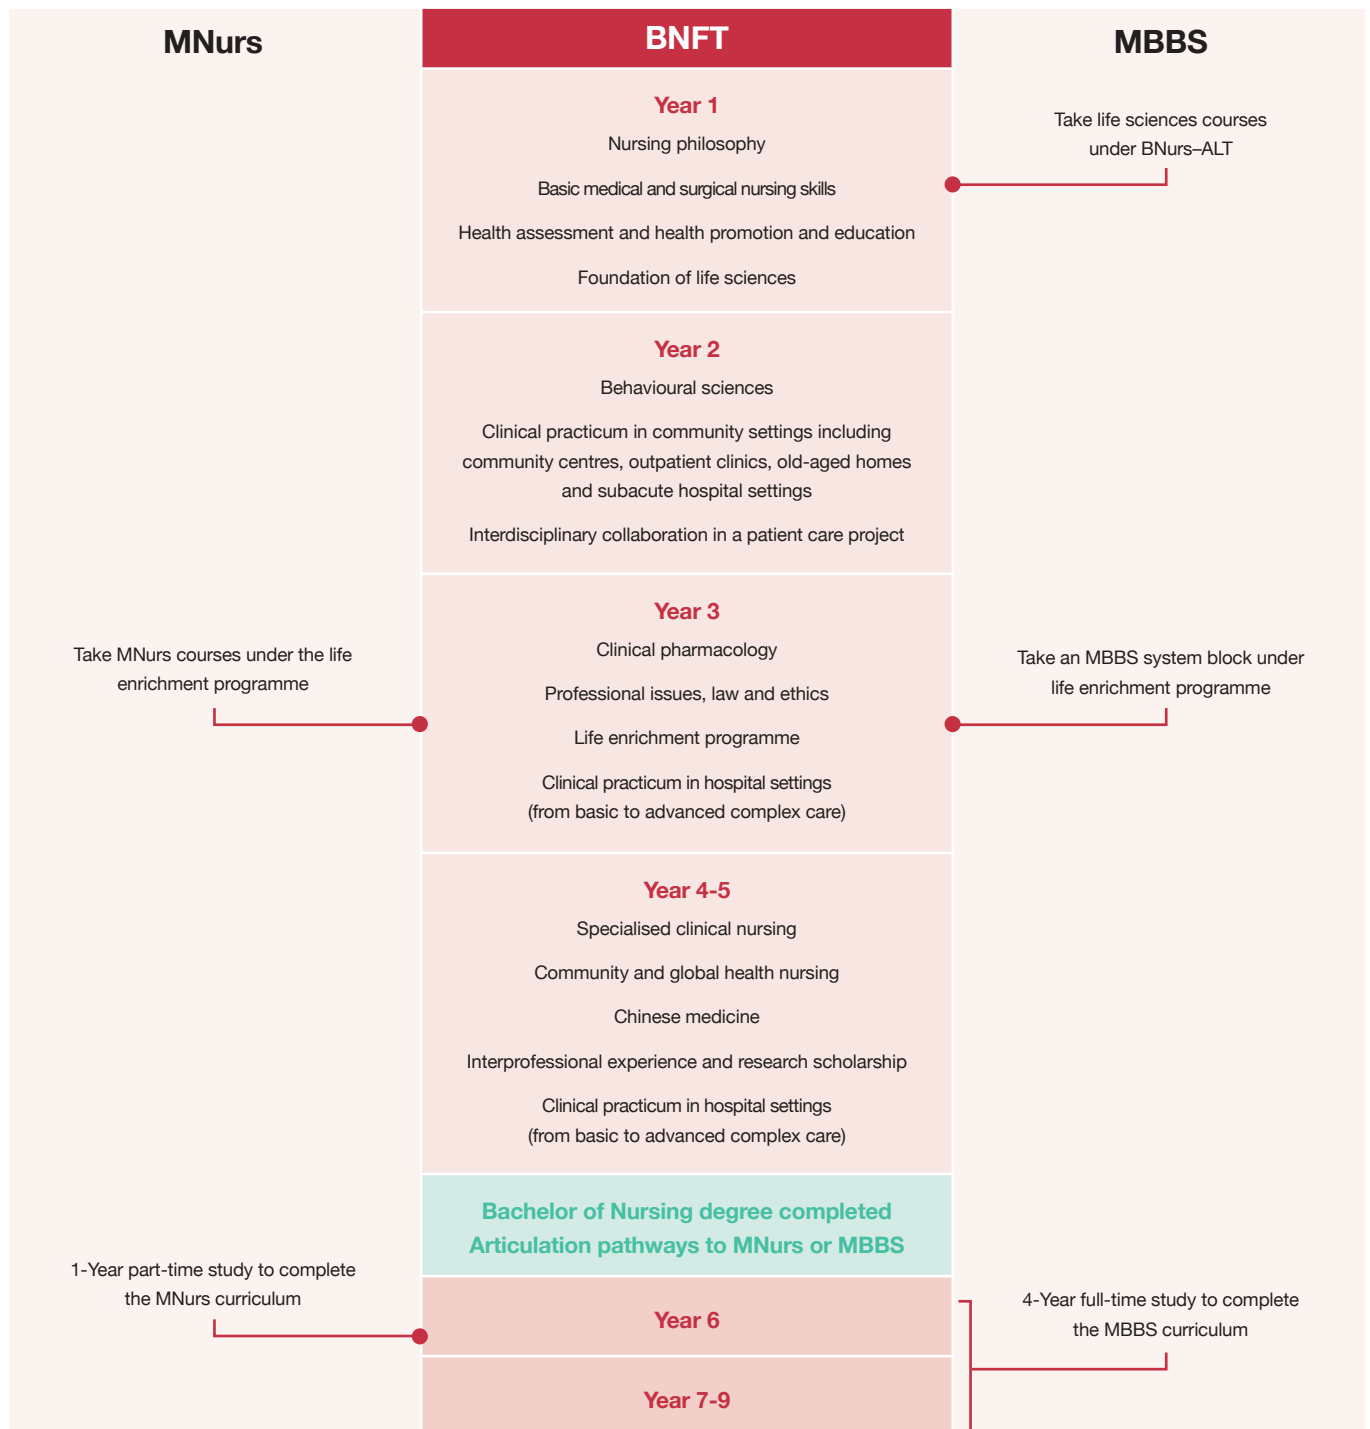 MNurs
BNFT
MBBS
Year 1
Nursing philosophy
Basic medical and surgical nursing skills
Health assessment and health promotion and education
Foundation of life sciences
Take life sciences courses
under BNurs–ALT
Year 2
Behavioural sciences
Clinical practicum in community settings including
community centres, outpatient clinics, old-aged homes
and subacute hospital settings
Interdisciplinary collaboration in a patient care project
Take MNurs courses under the life
enrichment programme
Year 3
Clinical pharmacology
Professional issues, law and ethics
Life enrichment programme
Clinical practicum in hospital settings
(from basic to advanced complex care)
Take an MBBS system block under
life enrichment programme
Year 4-5
Specialised clinical nursing
Community and global health nursing
Chinese medicine
Interprofessional experience and research scholarship
Clinical practicum in hospital settings
(from basic to advanced complex care)
Bachelor of Nursing degree completed
Articulation pathways to MNurs or MBBS
1-Year part-time study to complete
the MNurs curriculum
Year 6
4-Year full-time study to complete
the MBBS curriculum
Year 7-9